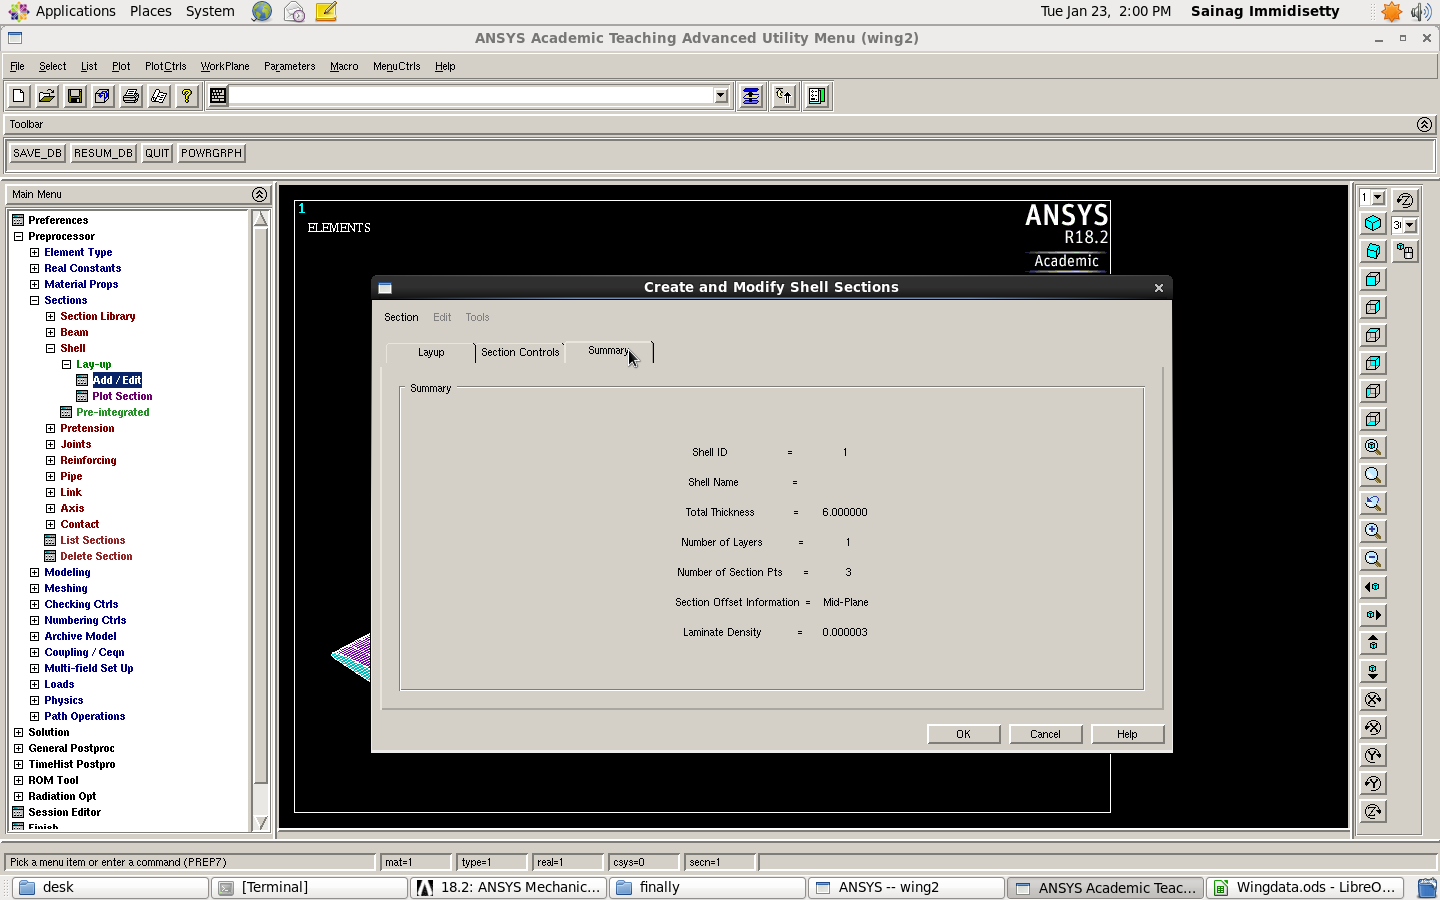 Applications Places System Tue Jan 23, 2:00 PM Sainag Immidisetty
ANSYS Academic Teaching Advanced Utility Menu (wing2)
File Select List Plot PlotCtrls WorkPlane Parameters Macro MenuCtrls Help
Toolbar
SAVE_DB RESUM_DB QUIT POWRGRPH
Main Menu
Preferences
Preprocessor
Element Type
Real Constants
Material Props
Sections
Section Library
Beam
Shell
Lay-up
Add / Edit
Plot Section
Pre-integrated
Pretension
Joints
Reinforcing
Pipe
Link
Axis
Contact
List Sections
Delete Section
Modeling
Meshing
Checking Ctrls
Numbering Ctrls
Archive Model
Coupling / Ceqn
Multi-field Set Up
Loads
Physics
Path Operations
Solution
General Postproc
TimeHist Postpro
ROM Tool
Radiation Opt
Session Editor
Finish
1
ELEMENTS
ANSYS
R18.2
Academic
Create and Modify Shell Sections
Section Edit Tools
Layup Section Controls Summary
Summary
Shell ID = 1
Shell Name =
Total Thickness = 6.000000
Number of Layers = 1
Number of Section Pts = 3
Section Offset Information = Mid-Plane
Laminate Density = 0.000003
OK Cancel Help
1
Pick a menu item or enter a command (PREP7) mat=1 type=1 real=1 csys=0 secn=1
desk [Terminal] 18.2: ANSYS Mechanic... finally ANSYS -- wing2 ANSYS Academic Teac... Wingdata.ods - LibreO...